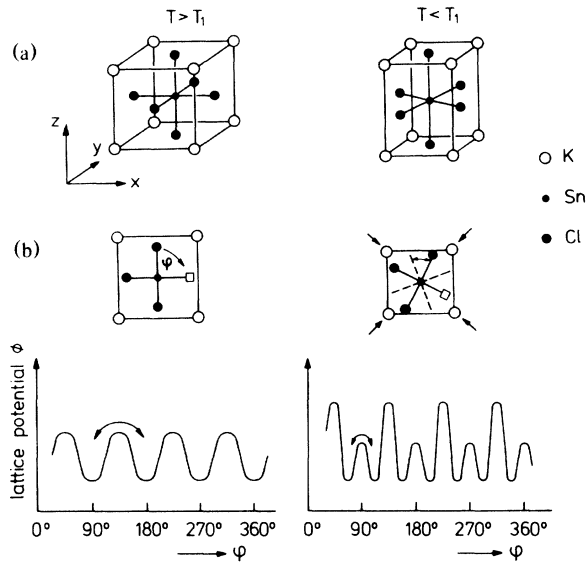 T > T₁
T < T₁
(a)
z
y
x
K
Sn
Cl
(b)
φ
lattice potential Φ
0° 90° 180° 270° 360°
φ
0° 90° 180° 270° 360°
φ